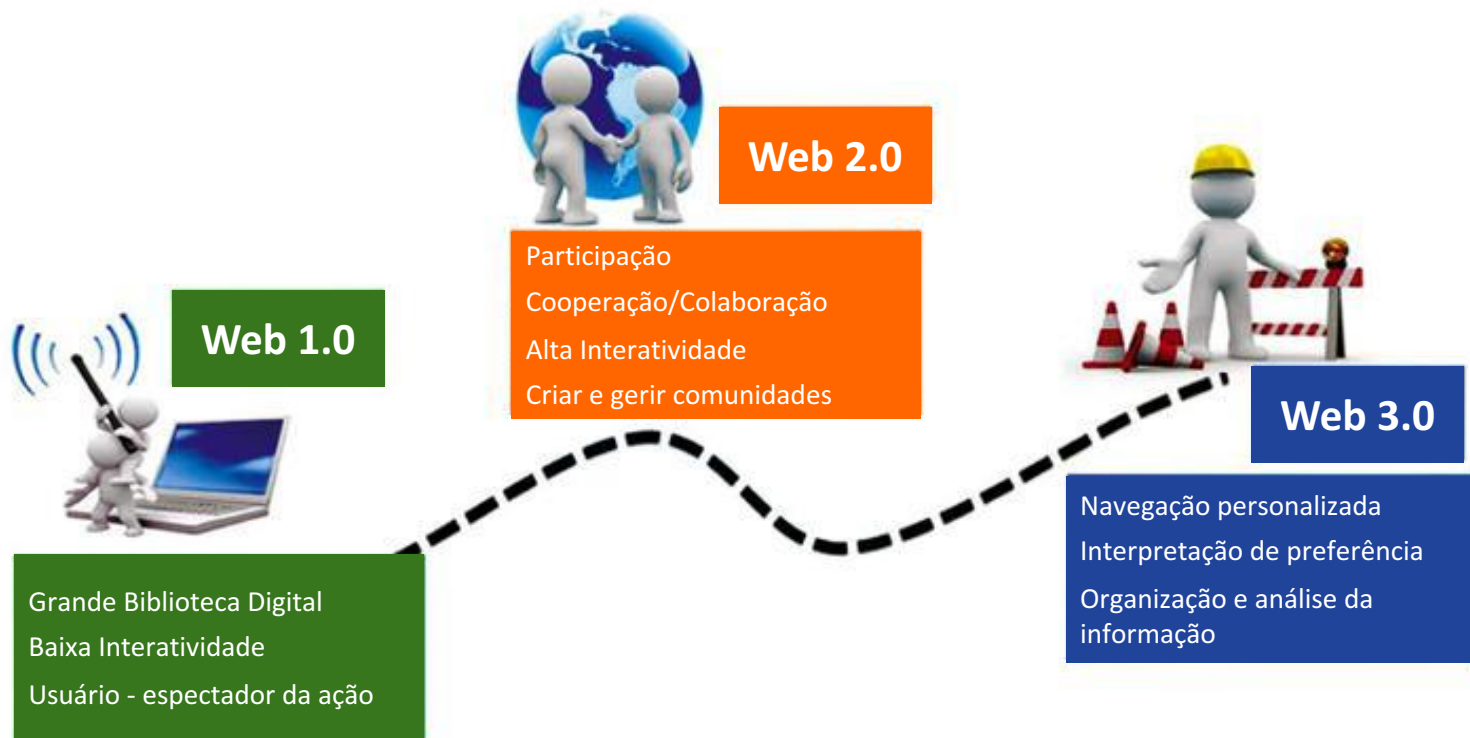 Web 1.0
Grande Biblioteca Digital
Baixa Interatividade
Usuário - espectador da ação
Web 2.0
Participação
Cooperação/Colaboração
Alta Interatividade
Criar e gerir comunidades
Web 3.0
Navegação personalizada
Interpretação de preferência
Organização e análise da
informação